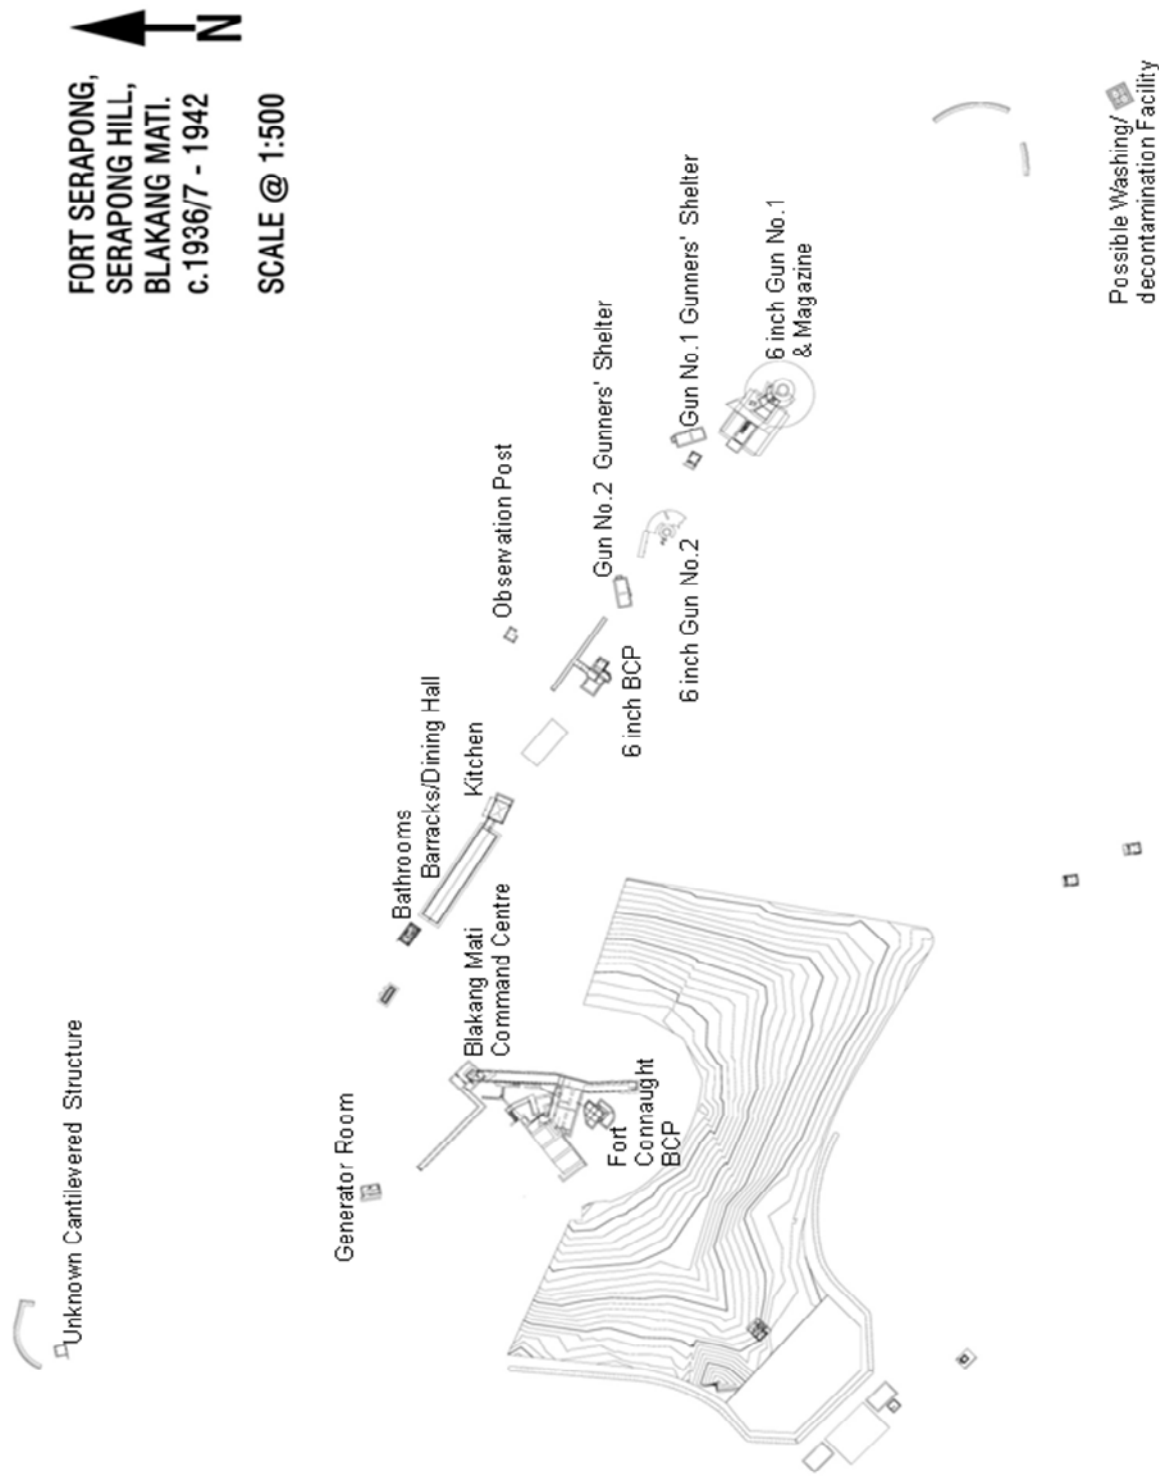 N
FORT SERAPONG,
SERAPONG HILL,
BLAKANG MATI.
c.1936/7 - 1942
SCALE @ 1:500
Unknown Cantilevered Structure
Generator Room
Bathrooms
Barracks/Dining Hall
Kitchen
Blakang Mati
Command Centre
Observation Post
Fort
Connaught
BCP
6 inch BCP
Gun No.2 Gunners' Shelter
6 inch Gun No.2
Gun No.1 Gunners' Shelter
6 inch Gun No.1
& Magazine
Possible Washing/
decontamination Facility